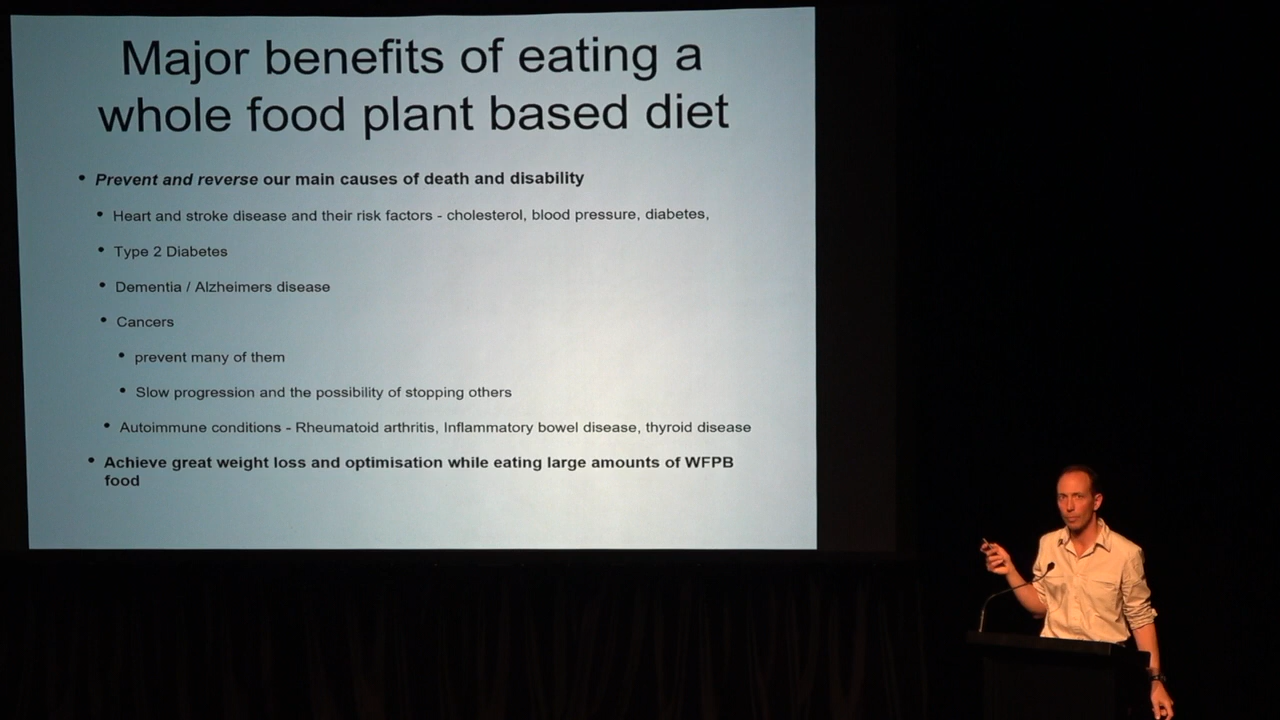 Major benefits of eating a
whole food plant based diet
• Prevent and reverse our main causes of death and disability
• Heart and stroke disease and their risk factors - cholesterol, blood pressure, diabetes,
• Type 2 Diabetes
• Dementia / Alzheimers disease
• Cancers
• prevent many of them
• Slow progression and the possibility of stopping others
• Autoimmune conditions - Rheumatoid arthritis, Inflammatory bowel disease, thyroid disease
• Achieve great weight loss and optimisation while eating large amounts of WFPB
food